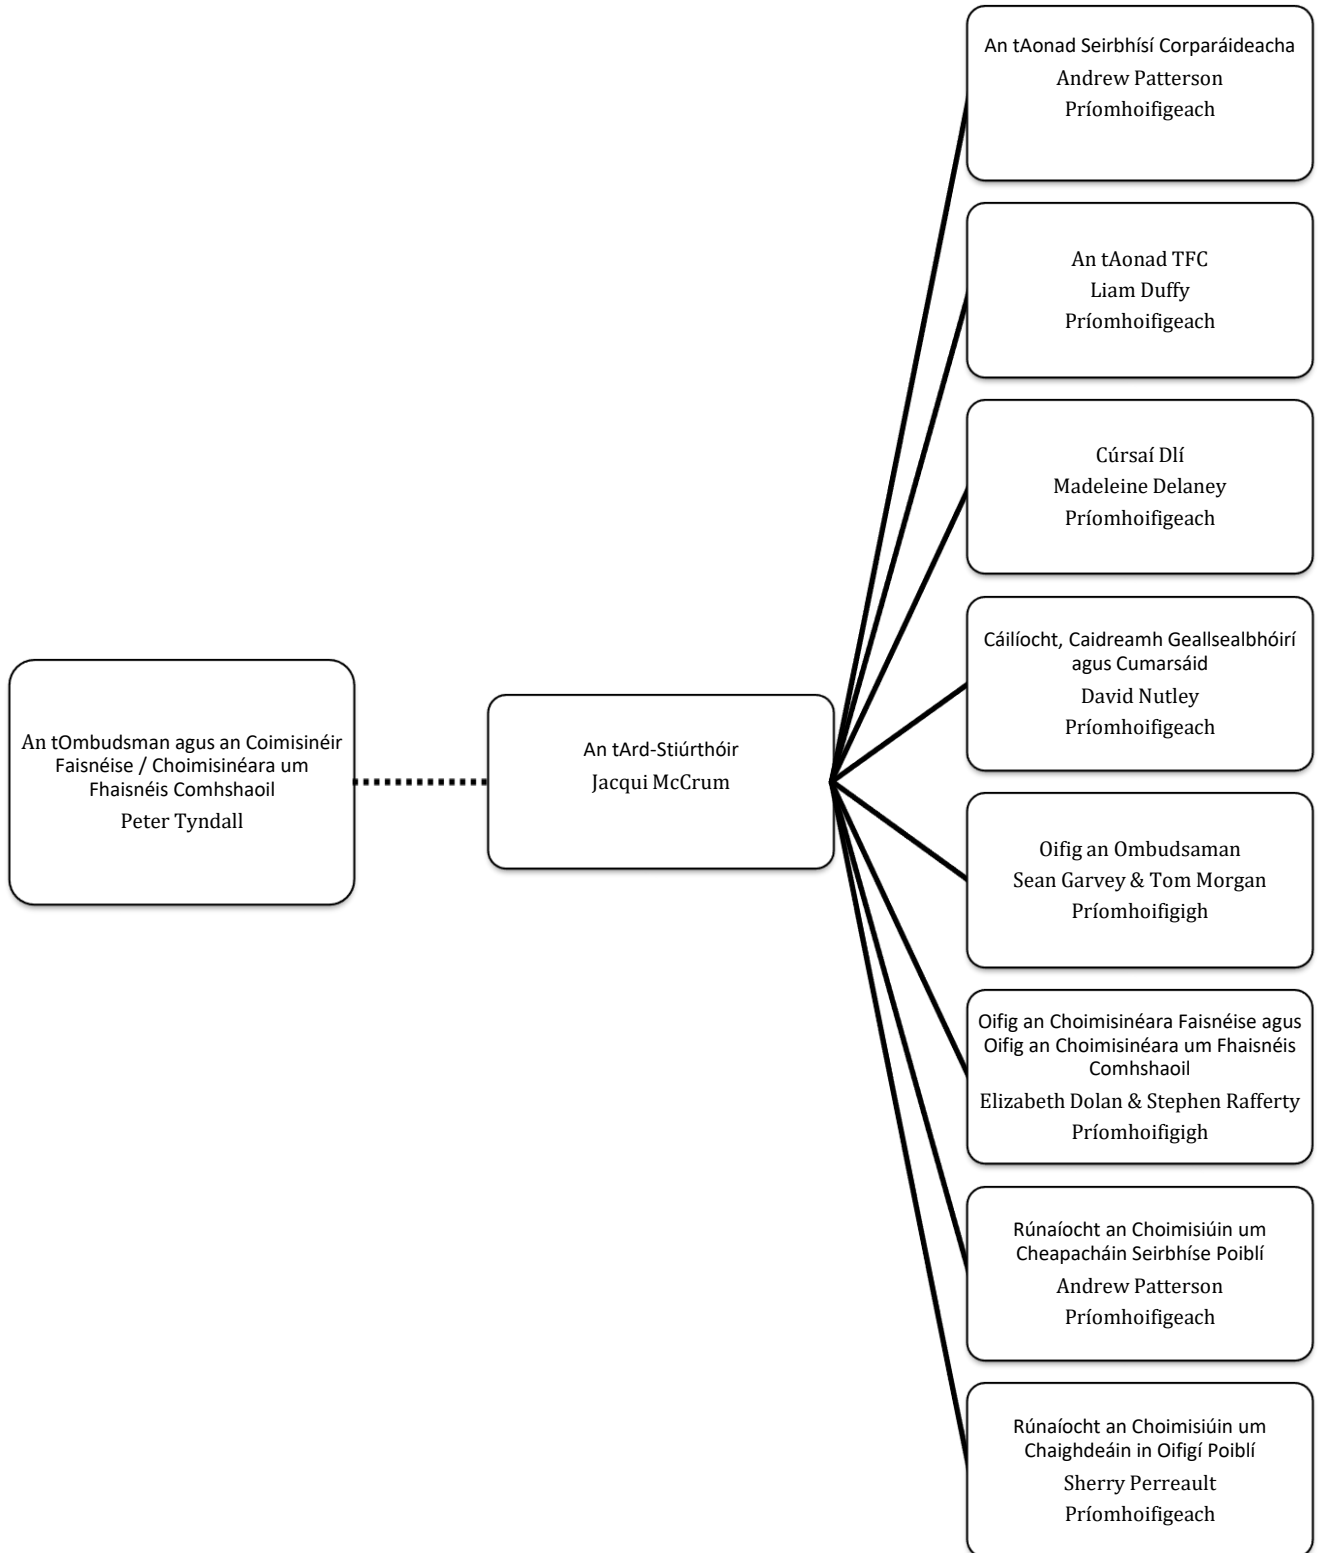 An tOmbudsman agus an Coimisinéir
Faisnéise / Choimisinéara um
Fhaisnéis Comhshaoil
Peter Tyndall
An tArd-Stiúrthóir
Jacqui McCrum
An tAonad Seirbhísí Corparáideacha
Andrew Patterson
Príomhoifigeach
An tAonad TFC
Liam Duffy
Príomhoifigeach
Cúrsaí Dlí
Madeleine Delaney
Príomhoifigeach
Cáilíocht, Caidreamh Geallsealbhóirí
agus Cumarsáid
David Nutley
Príomhoifigeach
Oifig an Ombudsaman
Sean Garvey & Tom Morgan
Príomhoifigigh
Oifig an Choimisinéara Faisnéise agus
Oifig an Choimisinéara um Fhaisnéis
Comhshaoil
Elizabeth Dolan & Stephen Rafferty
Príomhoifigigh
Rúnaíocht an Choimisiúin um
Cheapacháin Seirbhíse Poiblí
Andrew Patterson
Príomhoifigeach
Rúnaíocht an Choimisiúin um
Chaighdeáin in Oifigí Poiblí
Sherry Perreault
Príomhoifigeach